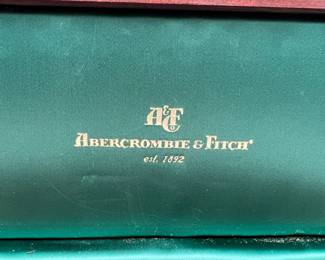 A&F
ABERCROMBIE & FITCH®
est. 1892